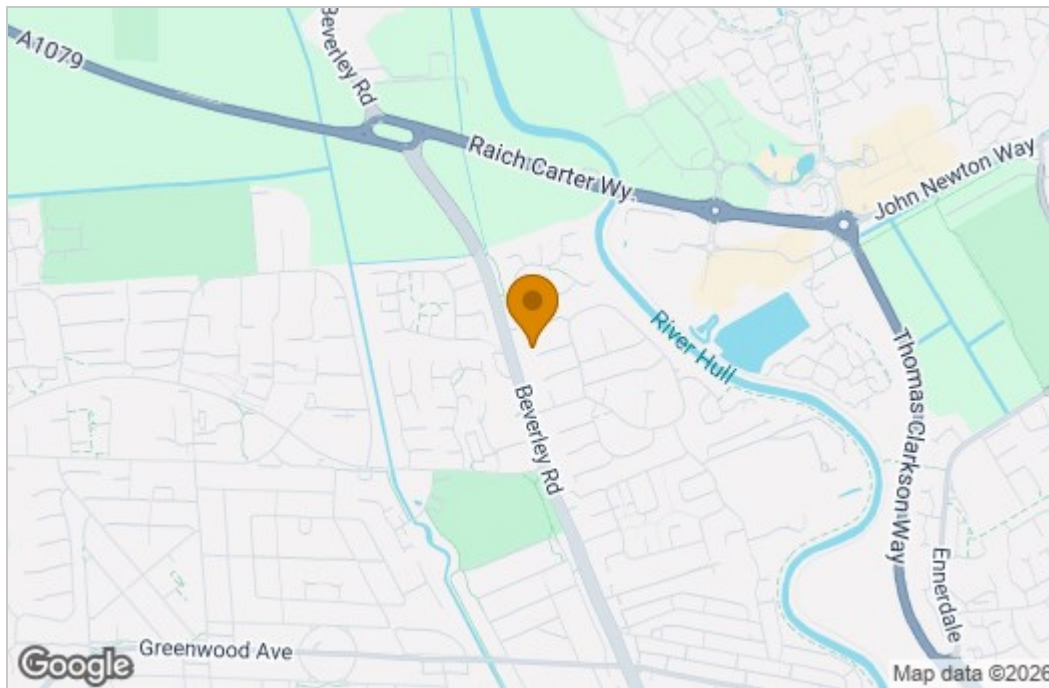 A1079
Beverley Rd
Raich Carter Wy.
John Newton Way
River Hull
Thomas Clarkson Way
Beverley Rd
Ennerdale
Greenwood Ave
Google
Map data ©2026